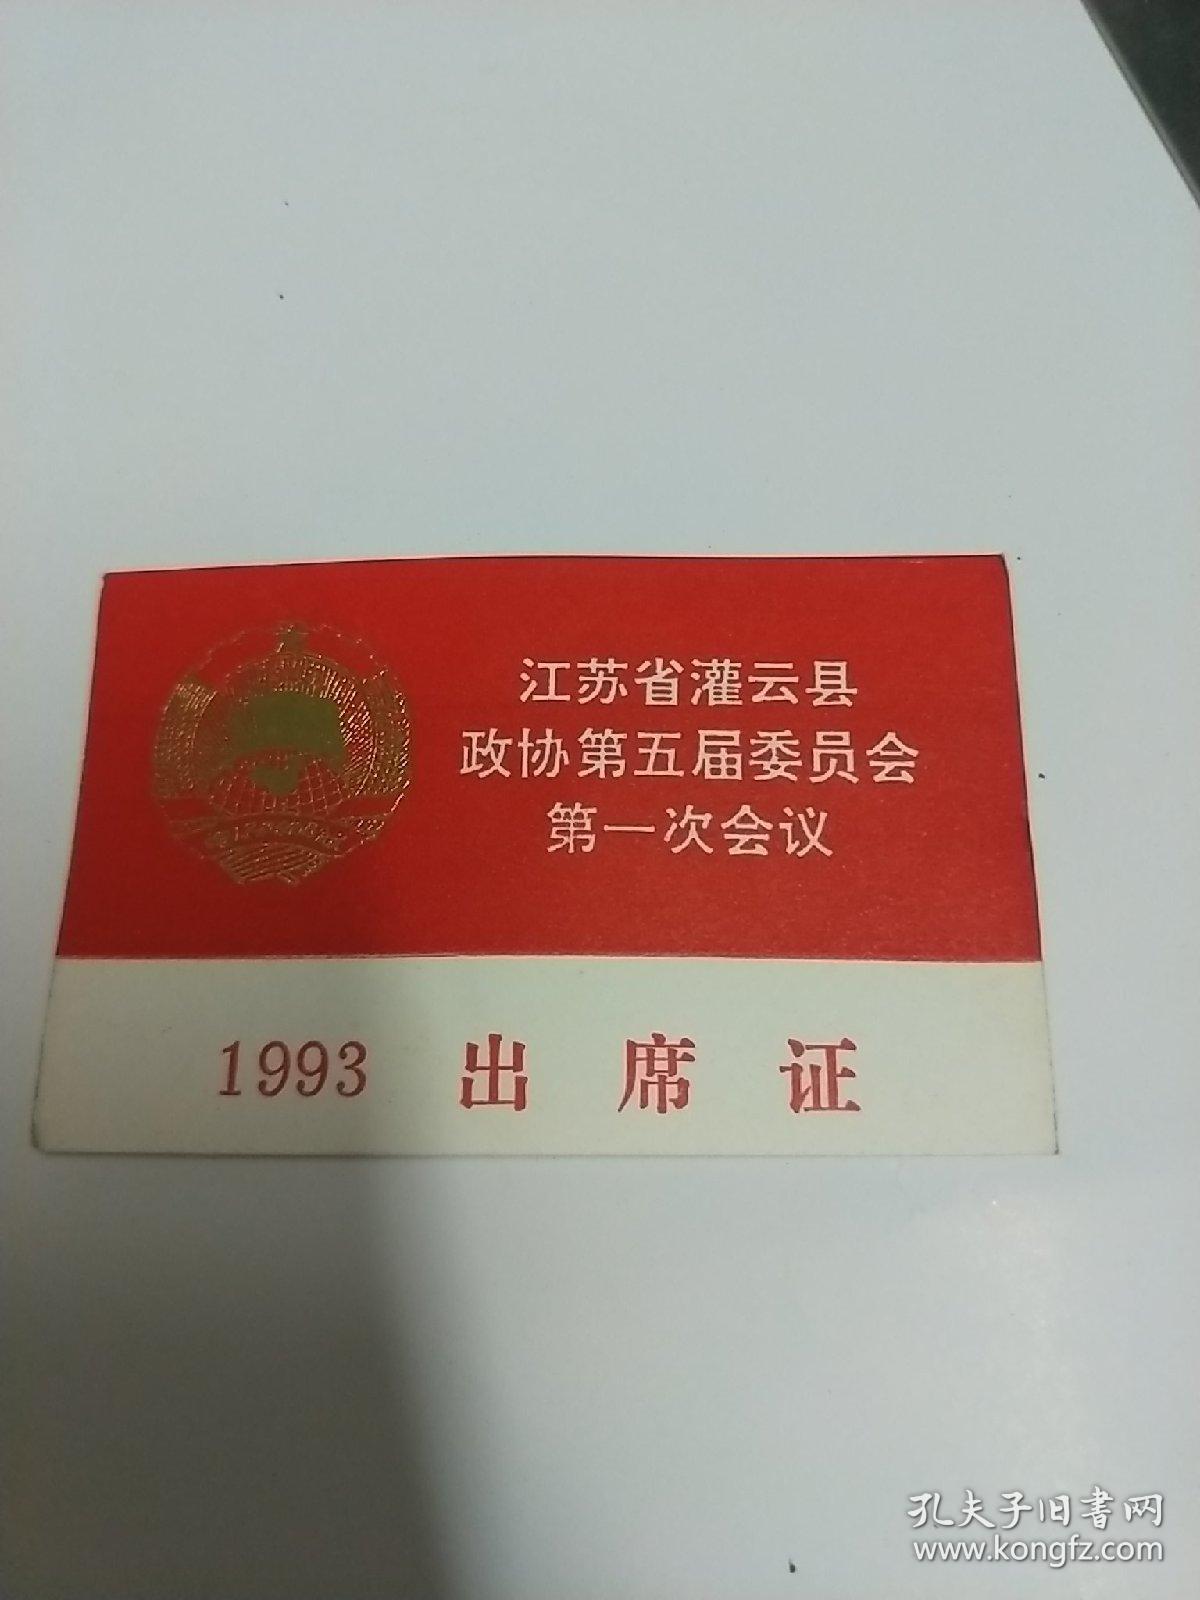 江苏省灌云县
政协第五届委员会
第一次会议
1993 出席证
孔夫子旧书网
www.kongfz.com